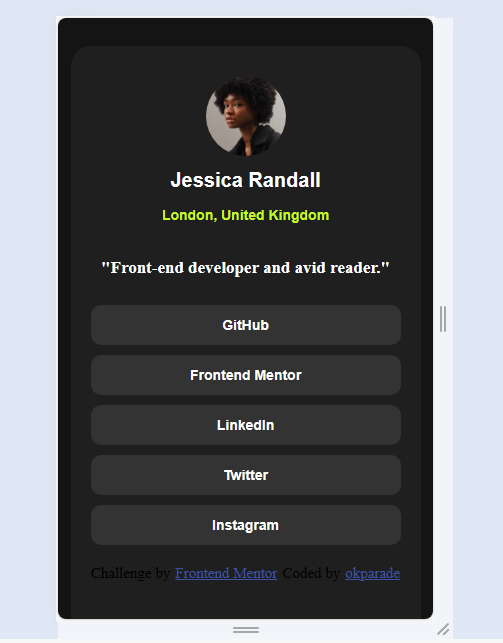 Jessica Randall
London, United Kingdom
"Front-end developer and avid reader."
GitHub
Frontend Mentor
LinkedIn
Twitter
Instagram
Challenge by Frontend Mentor Coded by okparade